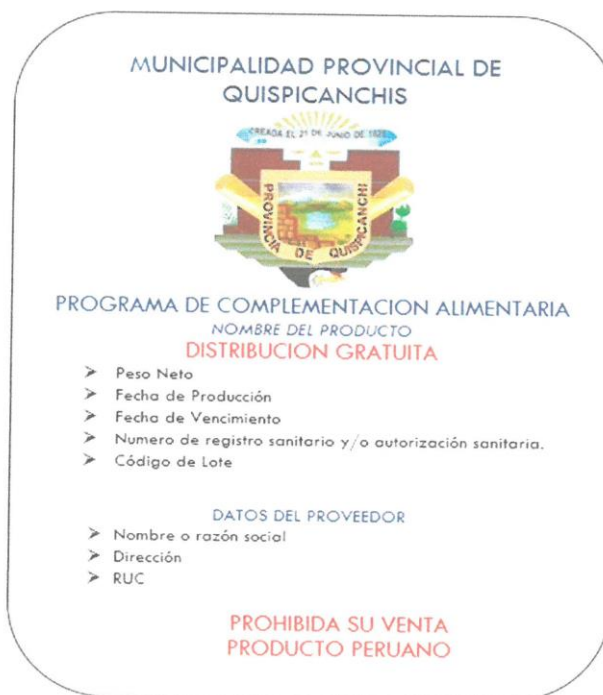 MUNICIPALIDAD PROVINCIAL DE
QUISPICANCHIS
CREADA EL 21 DE JUNIO DE 1825
PROVINCIA DE QUISPICANCHI
PROGRAMA DE COMPLEMENTACION ALIMENTARIA
NOMBRE DEL PRODUCTO
DISTRIBUCION GRATUITA
➢ Peso Neto
➢ Fecha de Producción
➢ Fecha de Vencimiento
➢ Numero de registro sanitario y/o autorización sanitaria.
➢ Código de Lote
DATOS DEL PROVEEDOR
➢ Nombre o razón social
➢ Dirección
➢ RUC
PROHIBIDA SU VENTA
PRODUCTO PERUANO